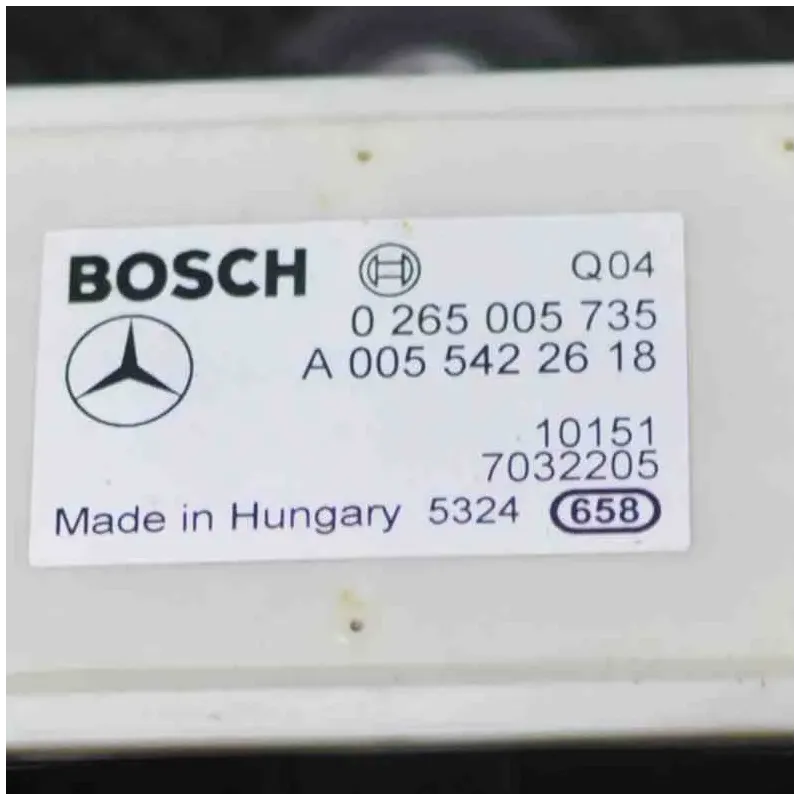 BOSCH Q04
0 265 005 735
A 005 542 26 18
10151
7032205
Made in Hungary 5324 658